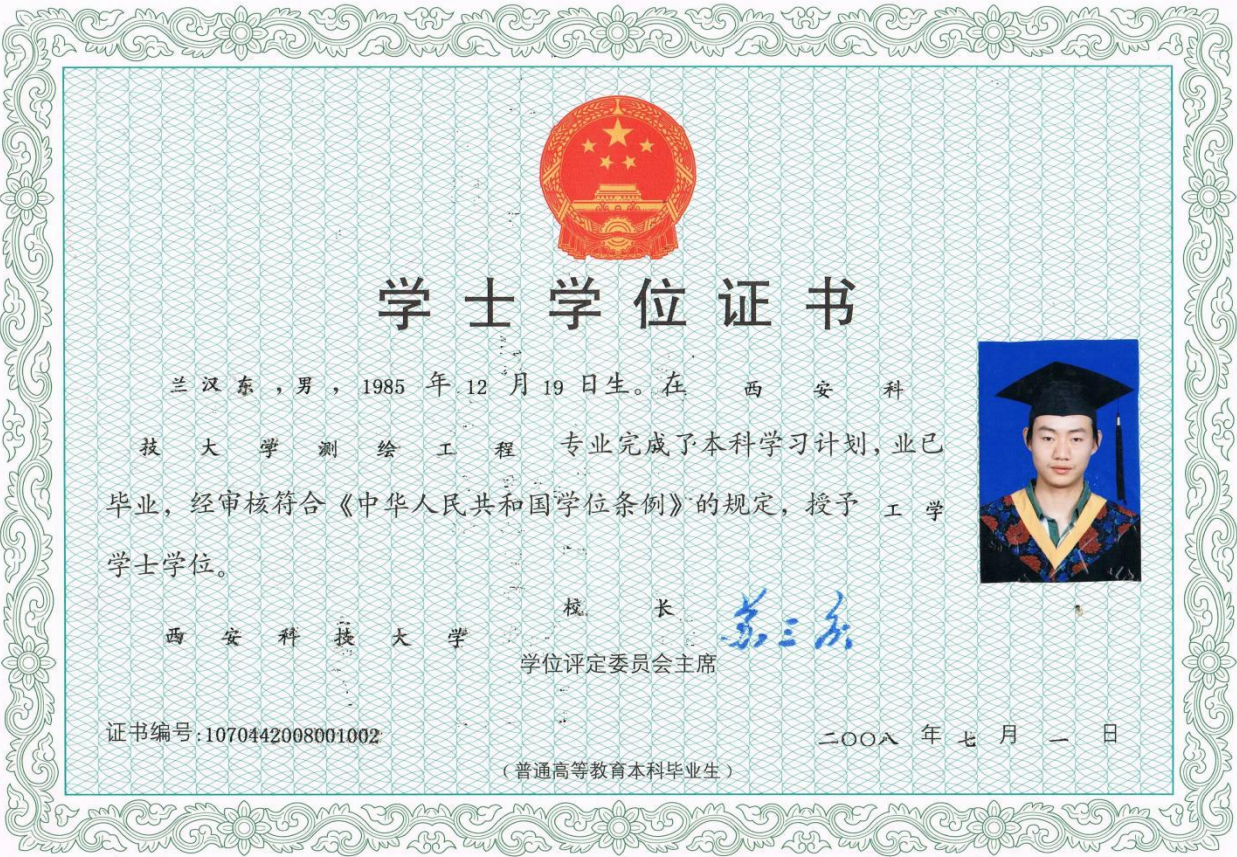 学士学位证书
兰汉东,男,1985 年 12 月 19 日生。在 西安科
技大学测绘工程 专业完成了本科学习计划,业已
毕业,经审核符合《中华人民共和国学位条例》的规定,授予 工学
学士学位。
校 长 苏三庆
西安科技大学
学位评定委员会主席
证书编号:1070442008001002
二〇〇八 年 七 月 一 日
(普通高等教育本科毕业生)